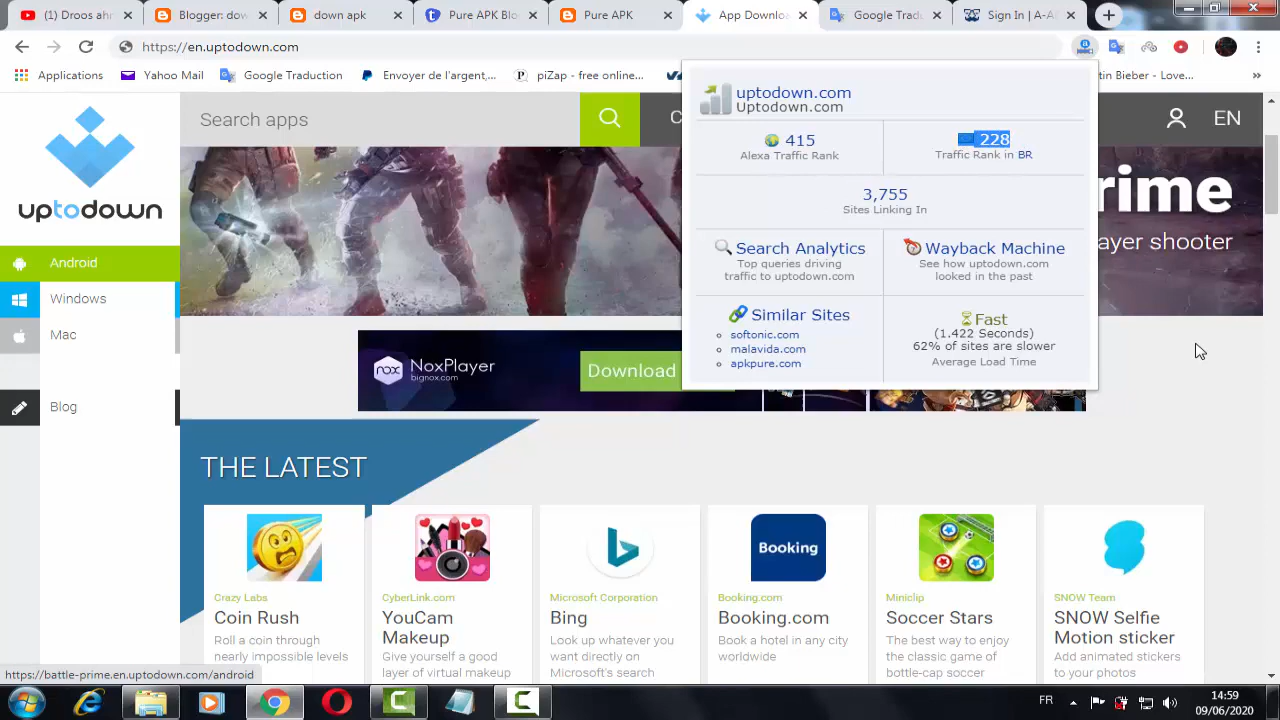 () Droos ahr
Blogger: dow
down apk
Pure APK Blo
Pure APK
App Downloa
Google Tradu
Sign In | A-AD
https://en.uptodown.com
Applications
Yahoo Mail
Google Traduction
Envoyer de l'argent,...
piZap - free online...
tin Bieber - Love...
uptodown
Search apps
EN
rime
ayer shooter
uptodown.com
Uptodown.com
415
Alexa Traffic Rank
228
Traffic Rank in BR
3,755
Sites Linking In
Search Analytics
Top queries driving
traffic to uptodown.com
Wayback Machine
See how uptodown.com
looked in the past
Similar Sites
softonic.com
malavida.com
apkpure.com
Fast
(1.422 Seconds)
62% of sites are slower
Average Load Time
Android
Windows
Mac
Blog
nox
NoxPlayer
bignox.com
Download
THE LATEST
Booking
Crazy Labs
Coin Rush
Roll a coin through
nearly impossible levels
CyberLink.com
YouCam
Makeup
Give yourself a good
layer of virtual makeup
Microsoft Corporation
Bing
Look up whatever you
want directly on
Microsoft's search
Booking.com
Booking.com
Book a hotel in any city
worldwide
Miniclip
Soccer Stars
The best way to enjoy
the classic game of
bottle-cap soccer
SNOW Team
SNOW Selfie
Motion sticker
Add animated stickers
to your photos
https://battle-prime.en.uptodown.com/android
FR
14:59
09/06/2020